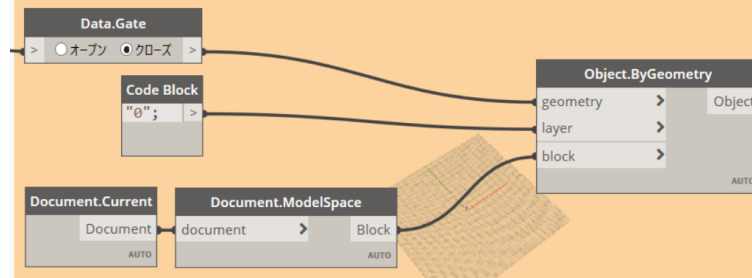 Data.Gate
> オープン クローズ >
Code Block
"0"; >
Object.ByGeometry
geometry > Object
layer >
block >
AUTO
Document.Current
Document
AUTO
Document.ModelSpace
document > Block
AUTO